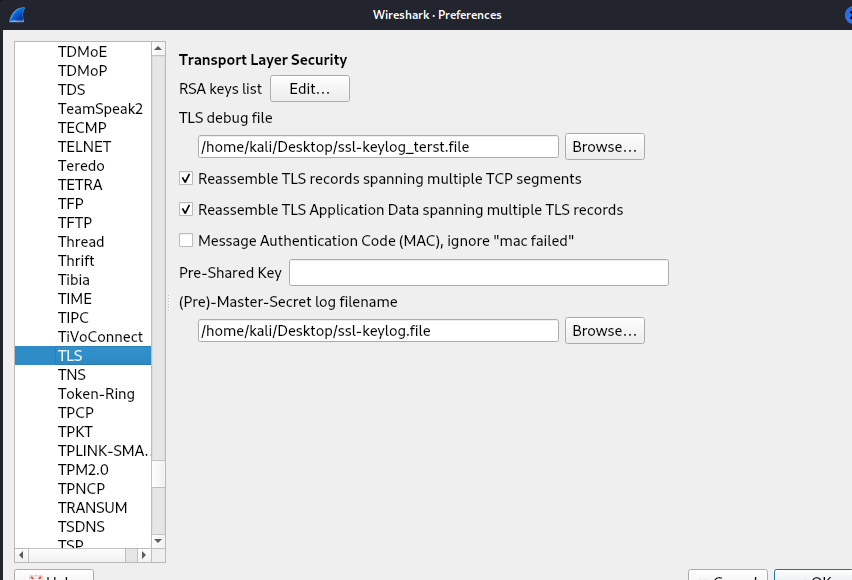 Wireshark · Preferences
TDMoE
TDMoP
TDS
TeamSpeak2
TECMP
TELNET
Teredo
TETRA
TFP
TFTP
Thread
Thrift
Tibia
TIME
TIPC
TiVoConnect
TLS
TNS
Token-Ring
TPCP
TPKT
TPLINK-SMA..
TPM2.0
TPNCP
TRANSUM
TSDNS
TSP
Transport Layer Security
RSA keys list Edit…
TLS debug file
/home/kali/Desktop/ssl-keylog_terst.file Browse…
Reassemble TLS records spanning multiple TCP segments
Reassemble TLS Application Data spanning multiple TLS records
Message Authentication Code (MAC), ignore "mac failed"
Pre-Shared Key
(Pre)-Master-Secret log filename
/home/kali/Desktop/ssl-keylog.file Browse…
Help Cancel OK